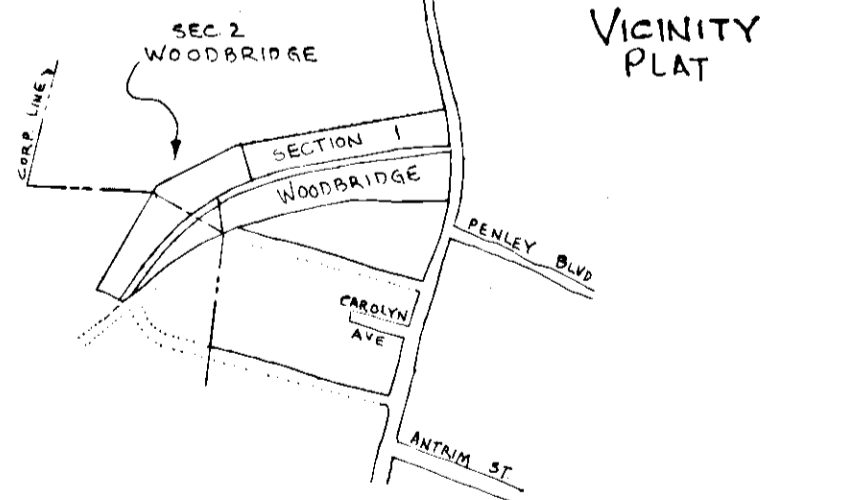 VICINITY
PLAT
SEC. 2
WOODBRIDGE
CORP. LINE
SECTION 1
WOODBRIDGE
PENLEY BLVD
CAROLYN
AVE
ANTRIM ST.